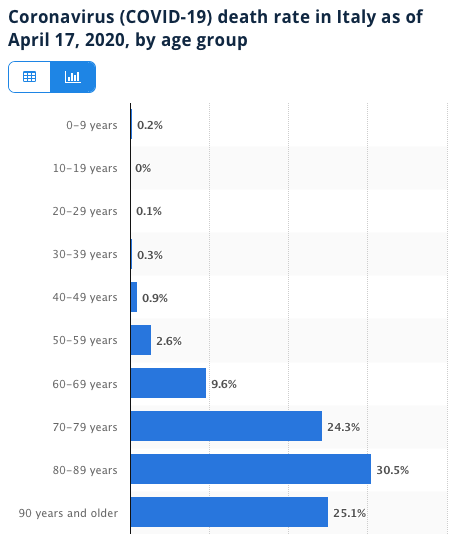 Coronavirus (COVID-19) death rate in Italy as of
April 17, 2020, by age group
0-9 years 0.2%
10-19 years 0%
20-29 years 0.1%
30-39 years 0.3%
40-49 years 0.9%
50-59 years 2.6%
60-69 years 9.6%
70-79 years 24.3%
80-89 years 30.5%
90 years and older 25.1%